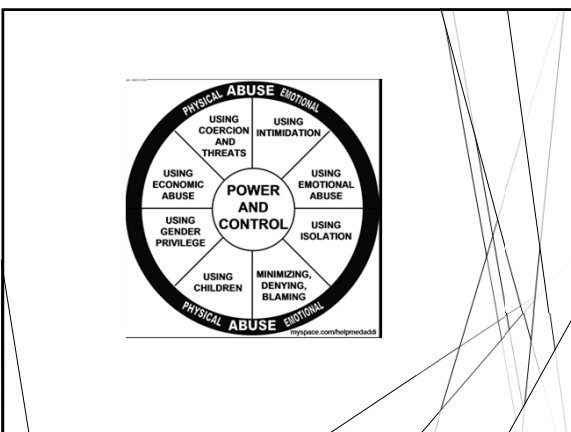 PHYSICAL ABUSE EMOTIONAL
USING
COERCION
AND
THREATS
USING
INTIMIDATION
USING
ECONOMIC
ABUSE
USING
EMOTIONAL
ABUSE
POWER
AND
CONTROL
USING
GENDER
PRIVILEGE
USING
ISOLATION
USING
CHILDREN
MINIMIZING,
DENYING,
BLAMING
PHYSICAL ABUSE EMOTIONAL
myspace.com/helpmedaddi